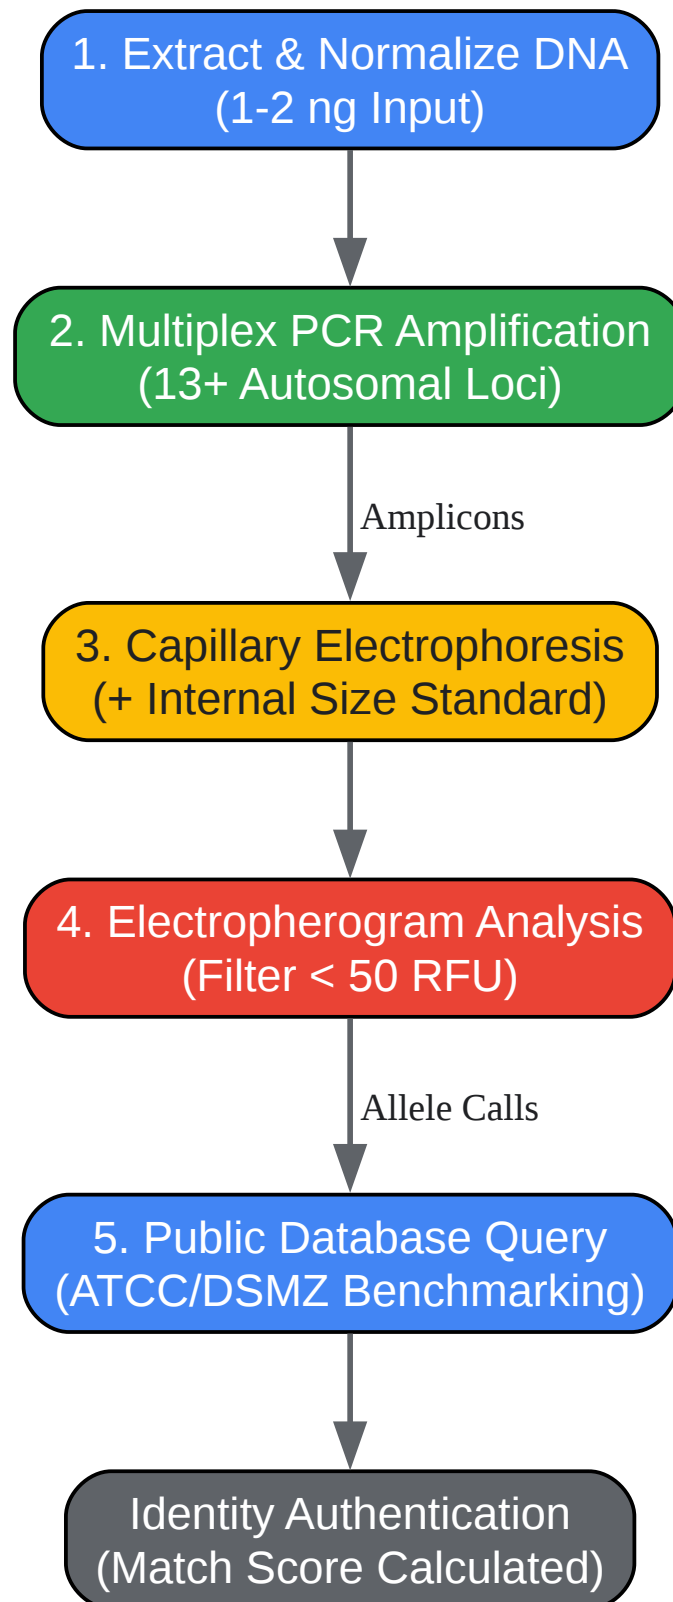 1. Extract & Normalize DNA
(1-2 ng Input)
2. Multiplex PCR Amplification
(13+ Autosomal Loci)
Amplicons
3. Capillary Electrophoresis
(+ Internal Size Standard)
4. Electropherogram Analysis
(Filter < 50 RFU)
Allele Calls
5. Public Database Query
(ATCC/DSMZ Benchmarking)
Identity Authentication
(Match Score Calculated)